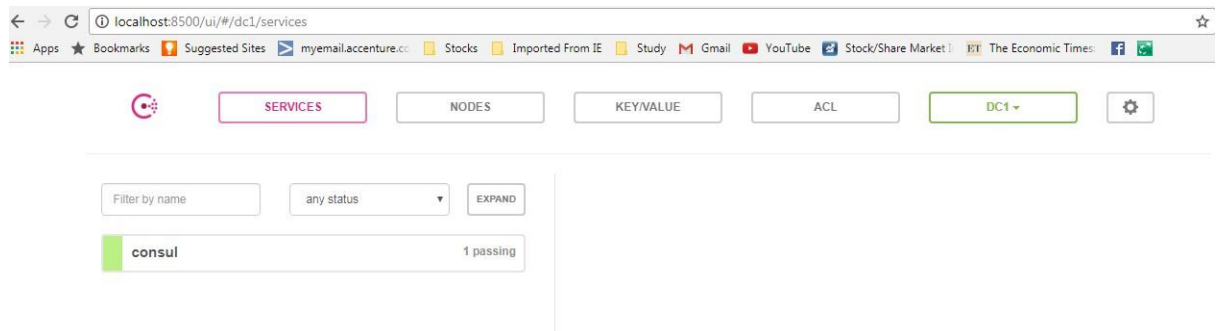 localhost:8500/ui/#/dc1/services
Apps Bookmarks Suggested Sites myemail.accenture.co Stocks Imported From IE Study Gmail YouTube Stock/Share Market I ET The Economic Times:
SERVICES NODES KEY/VALUE ACL DC1
Filter by name any status EXPAND
consul 1 passing